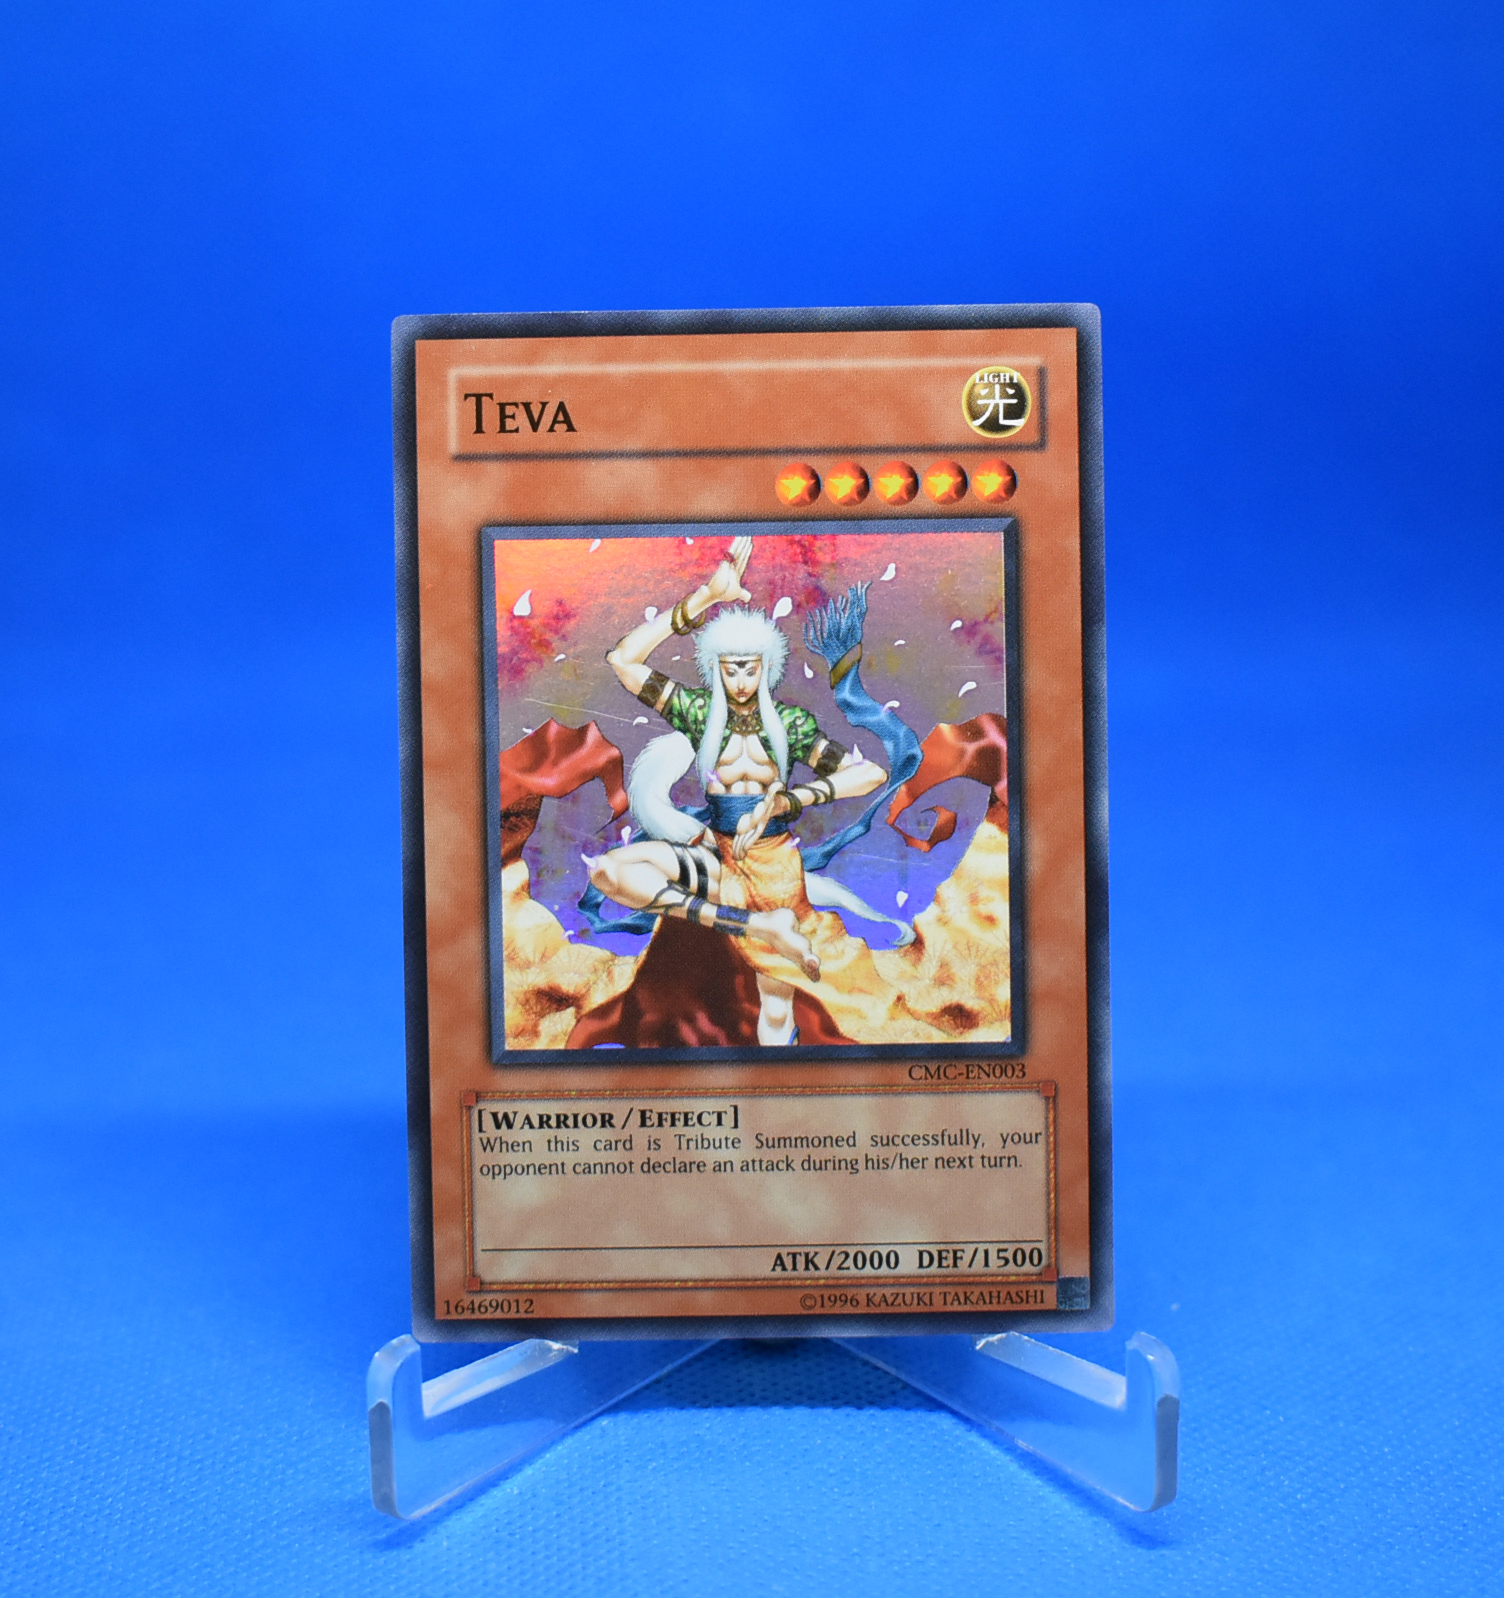 TEVA
LIGHT
光
CMC-EN003
[WARRIOR / EFFECT]
When this card is Tribute Summoned successfully, your
opponent cannot declare an attack during his/her next turn.
ATK/2000 DEF/1500
16469012
©1996 KAZUKI TAKAHASHI